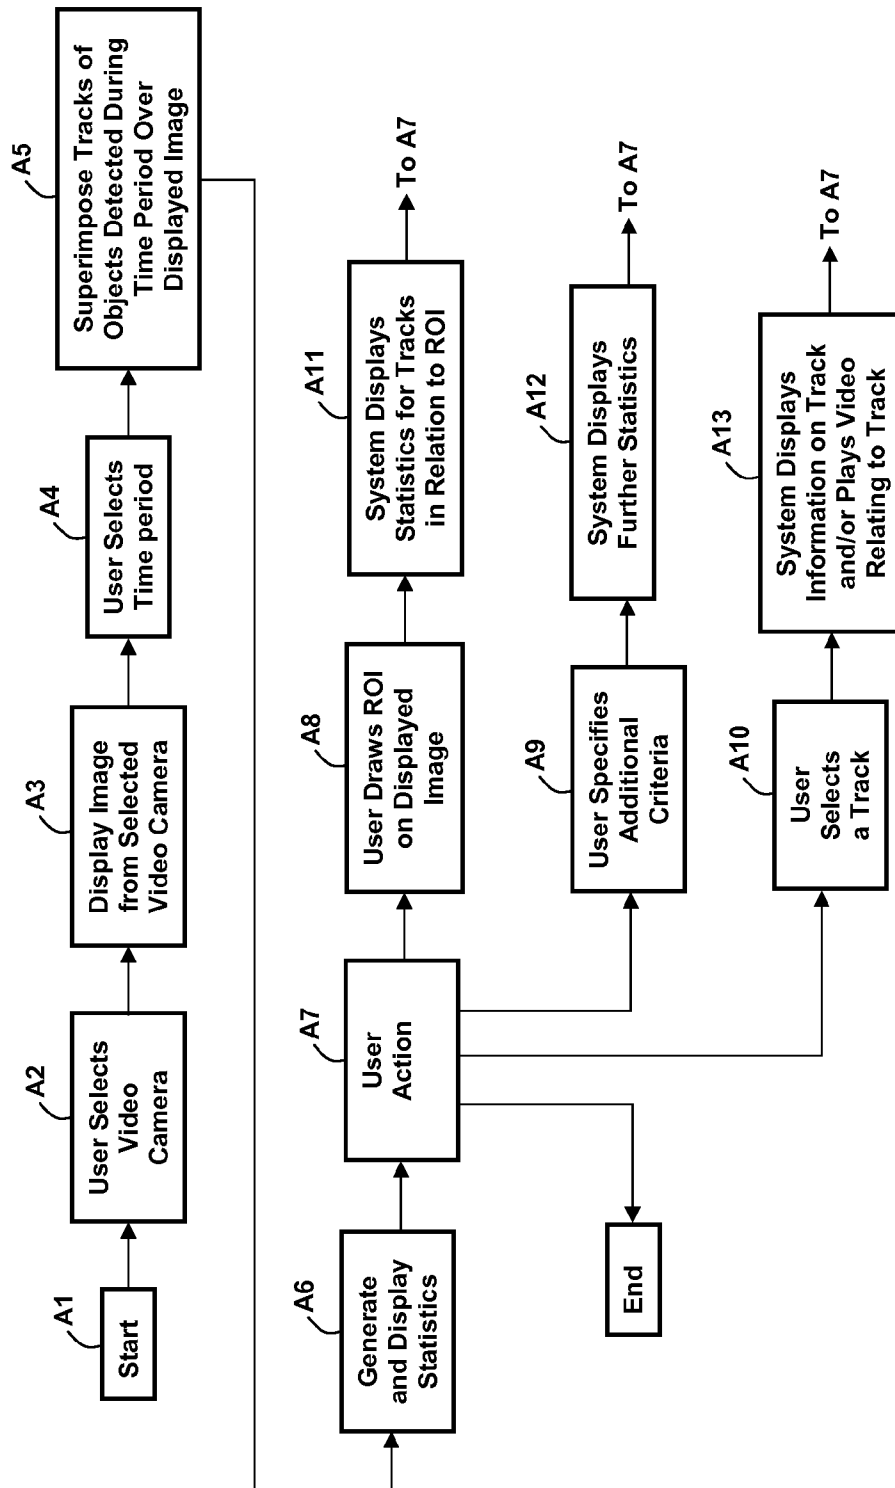 A1
Start
A2
User Selects
Video
Camera
A3
Display Image
from Selected
Video Camera
A4
User Selects
Time period
A5
Superimpose Tracks of
Objects Detected During
Time Period Over
Displayed Image
A6
Generate
and Display
Statistics
A7
User
Action
A8
User Draws ROI
on Displayed
Image
A11
System Displays
Statistics for Tracks
in Relation to ROI
To A7
End
A9
User Specifies
Additional
Criteria
A12
System Displays
Further Statistics
To A7
A10
User
Selects
a Track
A13
System Displays
Information on Track
and/or Plays Video
Relating to Track
To A7